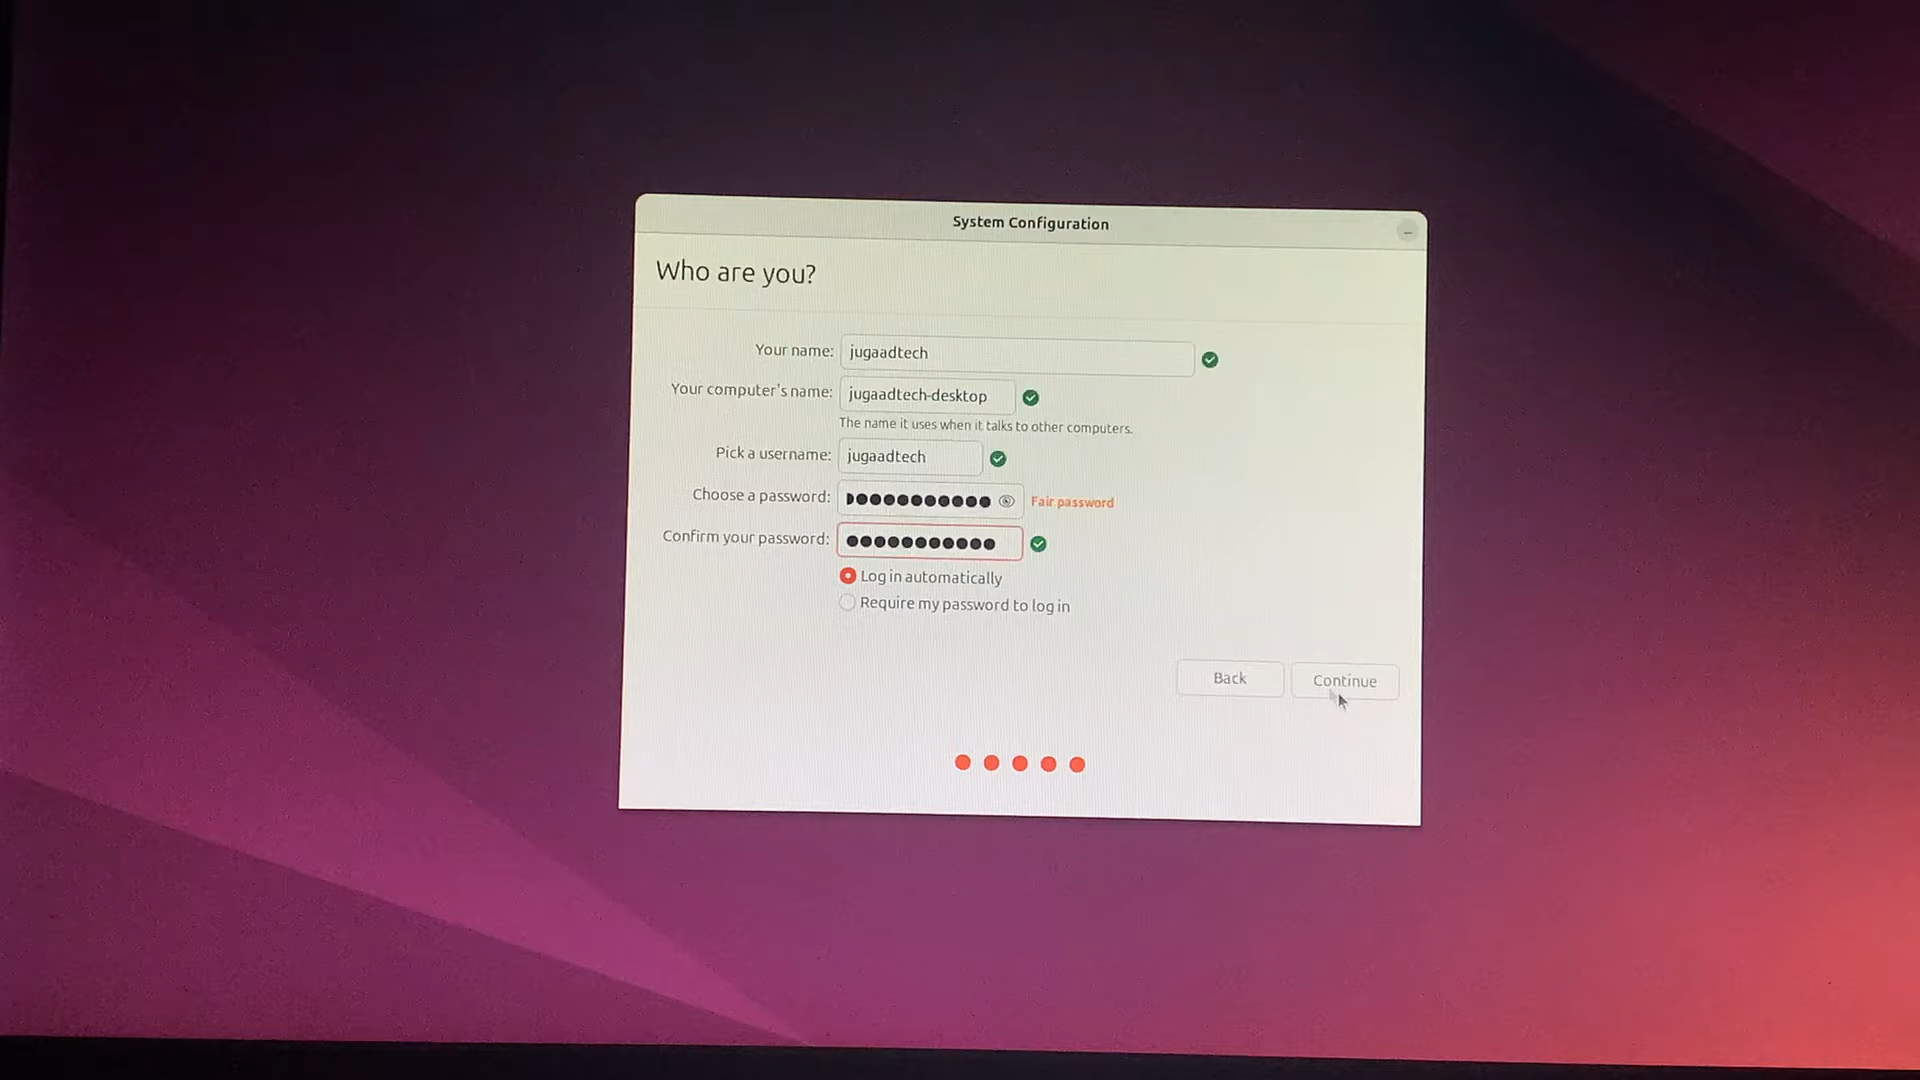 System Configuration
Who are you?
Your name: jugaadtech
Your computer's name: jugaadtech-desktop
The name it uses when it talks to other computers.
Pick a username: jugaadtech
Choose a password: Fair password
Confirm your password:
Log in automatically
Require my password to log in
Back Continue